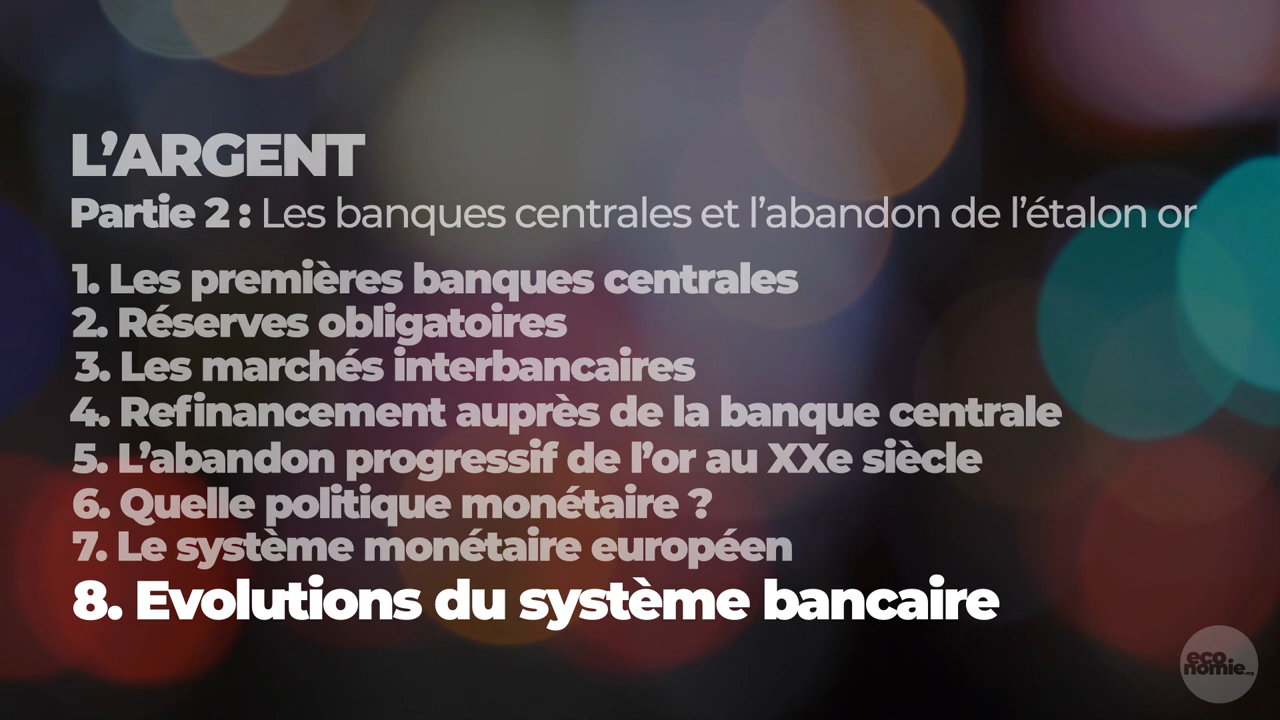 L’ARGENT
Partie 2 : Les banques centrales et l’abandon de l’étalon or
1. Les premières banques centrales
2. Réserves obligatoires
3. Les marchés interbancaires
4. Refinancement auprès de la banque centrale
5. L’abandon progressif de l’or au XXe siècle
6. Quelle politique monétaire ?
7. Le système monétaire européen
8. Evolutions du système bancaire
eco
nomie.org